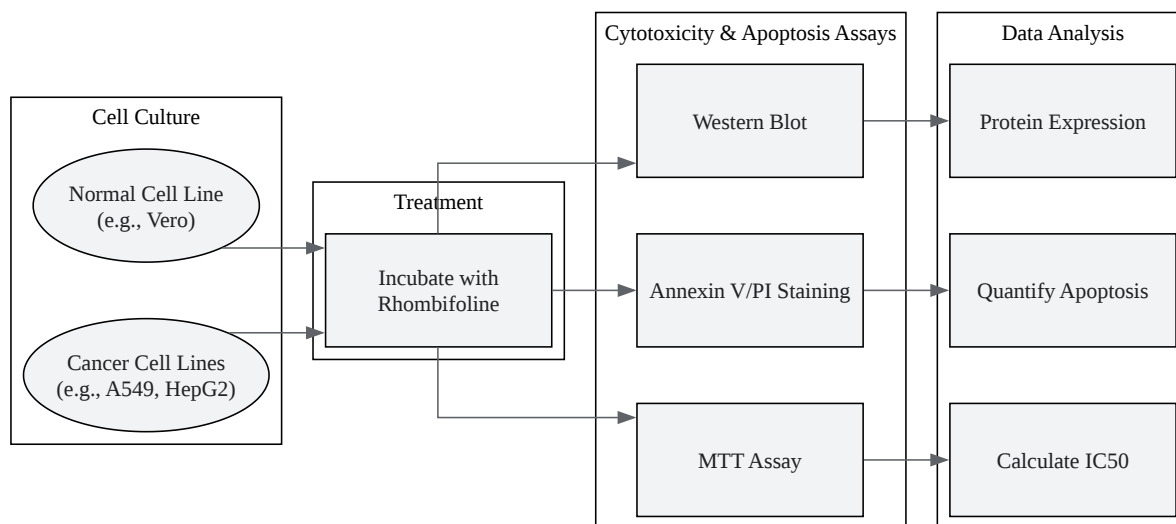 Cell Culture
Normal Cell Line
(e.g., Vero)
Cancer Cell Lines
(e.g., A549, HepG2)
Treatment
Incubate with
Rhombifoline
Cytotoxicity & Apoptosis Assays
Western Blot
Annexin V/PI Staining
MTT Assay
Data Analysis
Protein Expression
Quantify Apoptosis
Calculate IC50